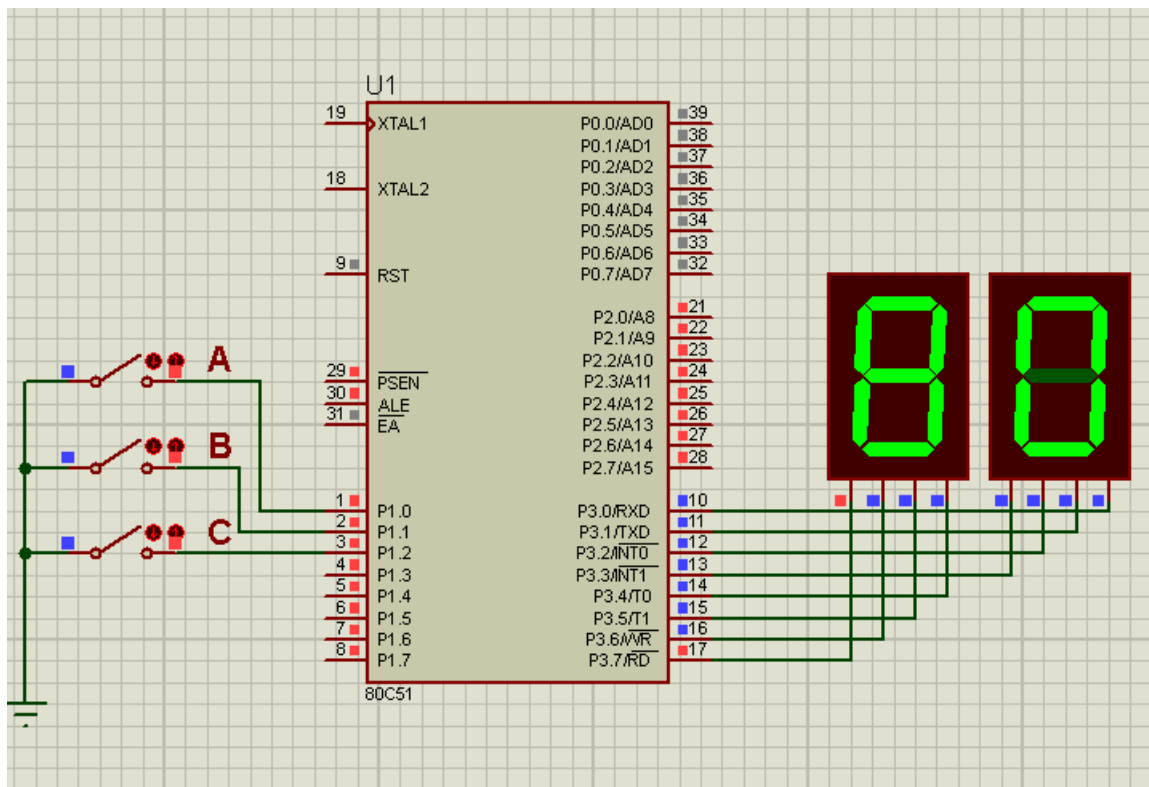 U1
19 XTAL1
18 XTAL2
9 RST
29 PSEN
30 ALE
31 EA
1 P1.0
2 P1.1
3 P1.2
4 P1.3
5 P1.4
6 P1.5
7 P1.6
8 P1.7
P0.0/AD0 39
P0.1/AD1 38
P0.2/AD2 37
P0.3/AD3 36
P0.4/AD4 35
P0.5/AD5 34
P0.6/AD6 33
P0.7/AD7 32
P2.0/A8 21
P2.1/A9 22
P2.2/A10 23
P2.3/A11 24
P2.4/A12 25
P2.5/A13 26
P2.6/A14 27
P2.7/A15 28
P3.0/RXD 10
P3.1/TXD 11
P3.2/INT0 12
P3.3/INT1 13
P3.4/T0 14
P3.5/T1 15
P3.6/WR 16
P3.7/RD 17
80C51
A
B
C
80